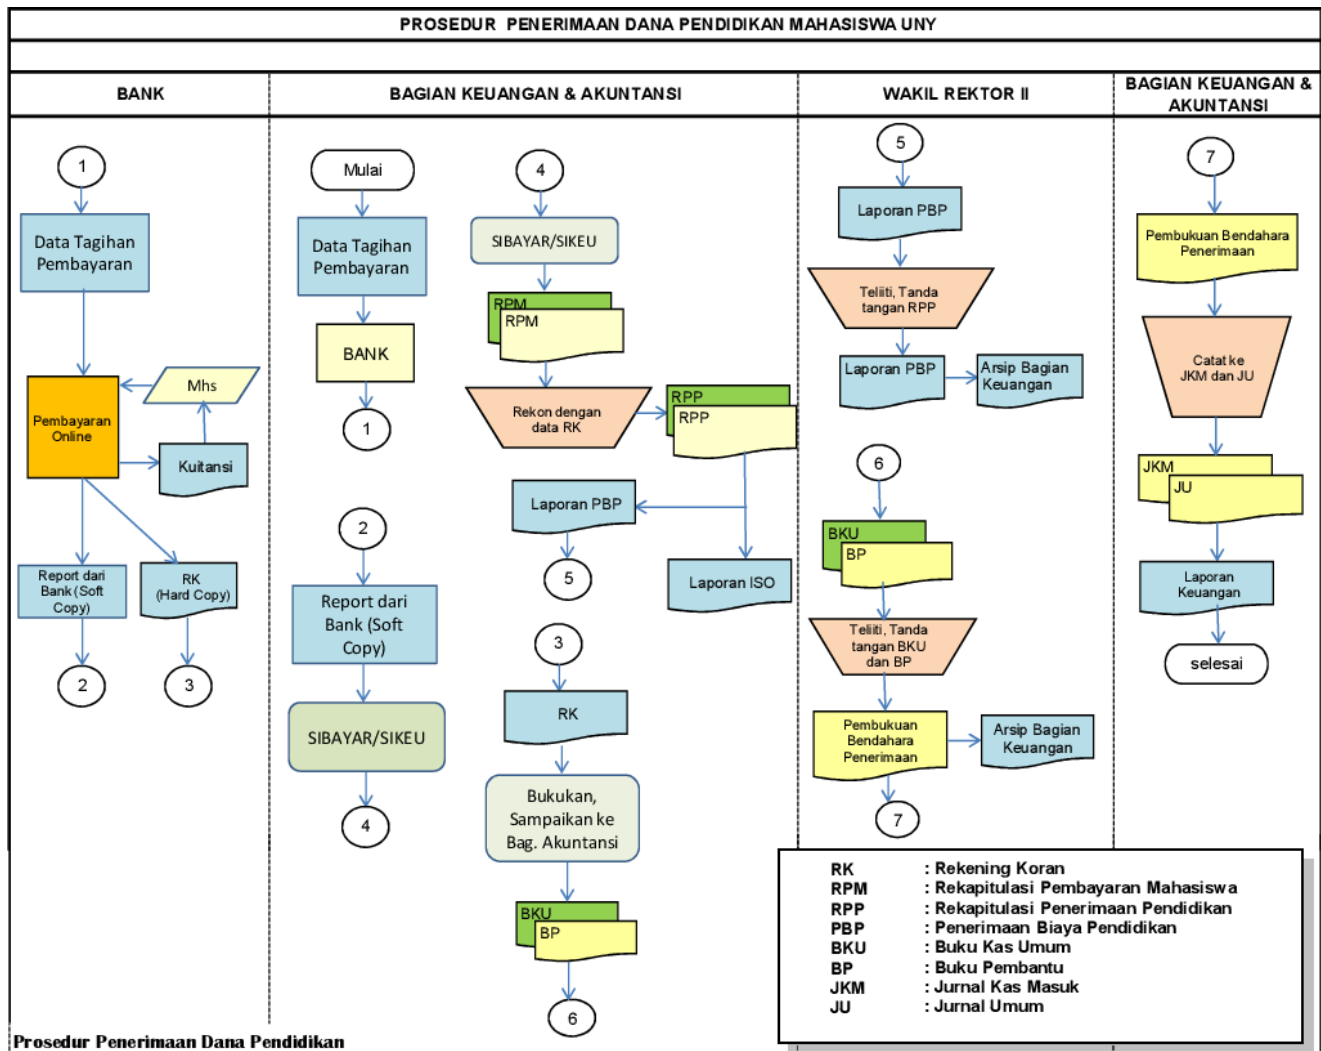 PROSEDUR PENERIMAAN DANA PENDIDIKAN MAHASISWA UNY
BANK
BAGIAN KEUANGAN & AKUNTANSI
WAKIL REKTOR II
BAGIAN KEUANGAN &
AKUNTANSI
1
Data Tagihan
Pembayaran
Mhs
Pembayaran
Online
Kuitansi
Report dari
Bank (Soft
Copy)
RK
(Hard Copy)
2
3
Mulai
Data Tagihan
Pembayaran
BANK
1
2
Report dari
Bank (Soft
Copy)
SIBAYAR/SIKEU
4
4
SIBAYAR/SIKEU
RPM
RPM
Rekon dengan
data RK
RPP
RPP
Laporan PBP
5
Laporan ISO
3
RK
Bukukan,
Sampaikan ke
Bag. Akuntansi
BKU
BP
6
5
Laporan PBP
Teliiti, Tanda
tangan RPP
Laporan PBP
Arsip Bagian
Keuangan
6
BKU
BP
Teliiti, Tanda
tangan BKU
dan BP
Pembukuan
Bendahara
Penerimaan
Arsip Bagian
Keuangan
7
7
Pembukuan Bendahara
Penerimaan
Catat ke
JKM dan JU
JKM
JU
Laporan
Keuangan
selesai
RK : Rekening Koran
RPM : Rekapitulasi Pembayaran Mahasiswa
RPP : Rekapitulasi Penerimaan Pendidikan
PBP : Penerimaan Biaya Pendidikan
BKU : Buku Kas Umum
BP : Buku Pembantu
JKM : Jurnal Kas Masuk
JU : Jurnal Umum
Prosedur Penerimaan Dana Pendidikan